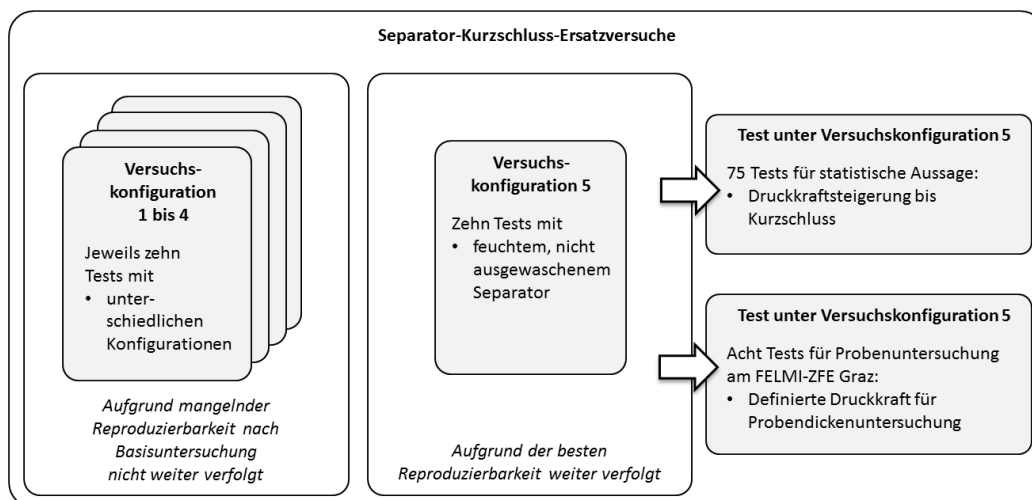 Separator-Kurzschluss-Ersatzversuche
Versuchs-
konfiguration
1 bis 4
Jeweils zehn
Tests mit
• unter-
schiedlichen
Konfigurationen
Aufgrund mangelnder
Reproduzierbarkeit nach
Basisuntersuchung
nicht weiter verfolgt
Versuchs-
konfiguration 5
Zehn Tests mit
• feuchtem, nicht
ausgewaschenem
Separator
Aufgrund der besten
Reproduzierbarkeit weiter verfolgt
Test unter Versuchskonfiguration 5
75 Tests für statistische Aussage:
• Druckkraftsteigerung bis
Kurzschluss
Test unter Versuchskonfiguration 5
Acht Tests für Probenuntersuchung
am FELMI-ZFE Graz:
• Definierte Druckkraft für
Probendickenuntersuchung